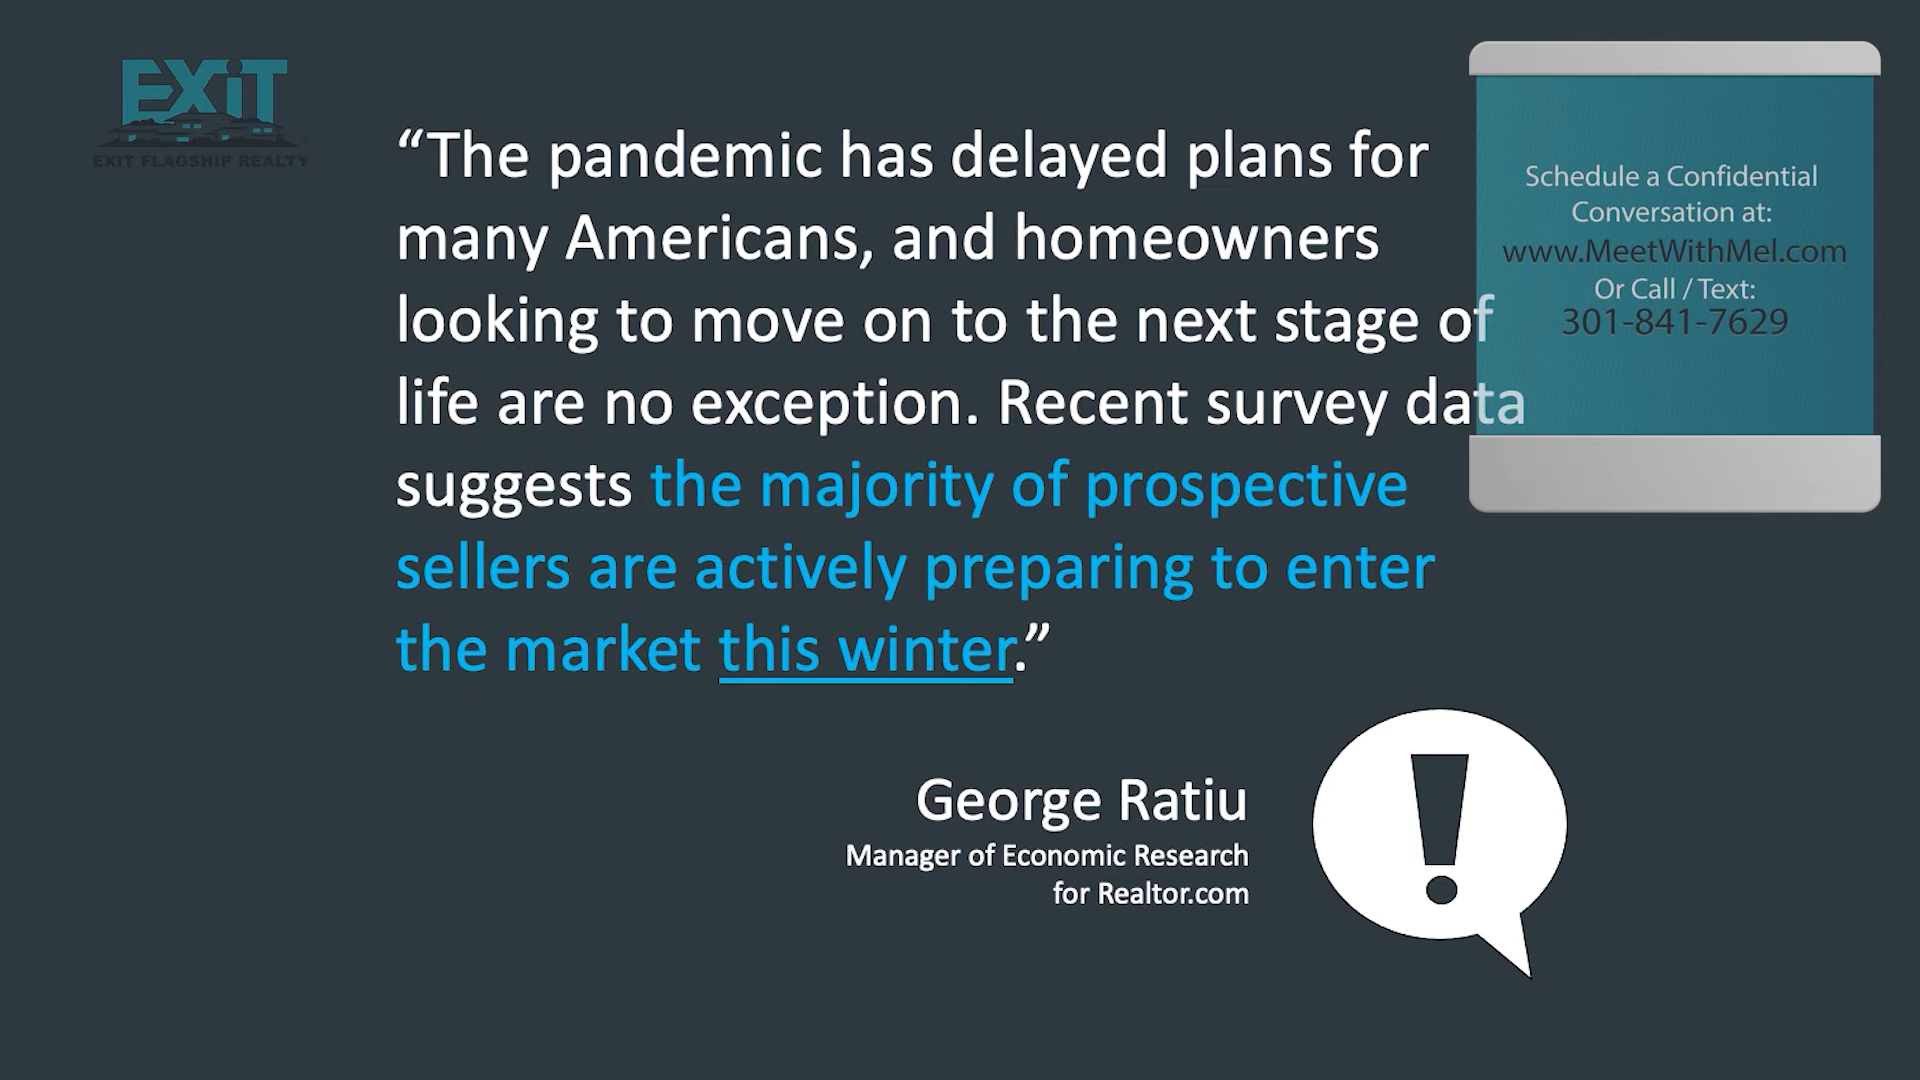 EXiT
EXIT FLAGSHIP REALTY
“The pandemic has delayed plans for
many Americans, and homeowners
looking to move on to the next stage of
life are no exception. Recent survey data
suggests the majority of prospective
sellers are actively preparing to enter
the market this winter.”
George Ratiu
Manager of Economic Research
for Realtor.com
Schedule a Confidential
Conversation at:
www.MeetWithMel.com
Or Call / Text:
301-841-7629